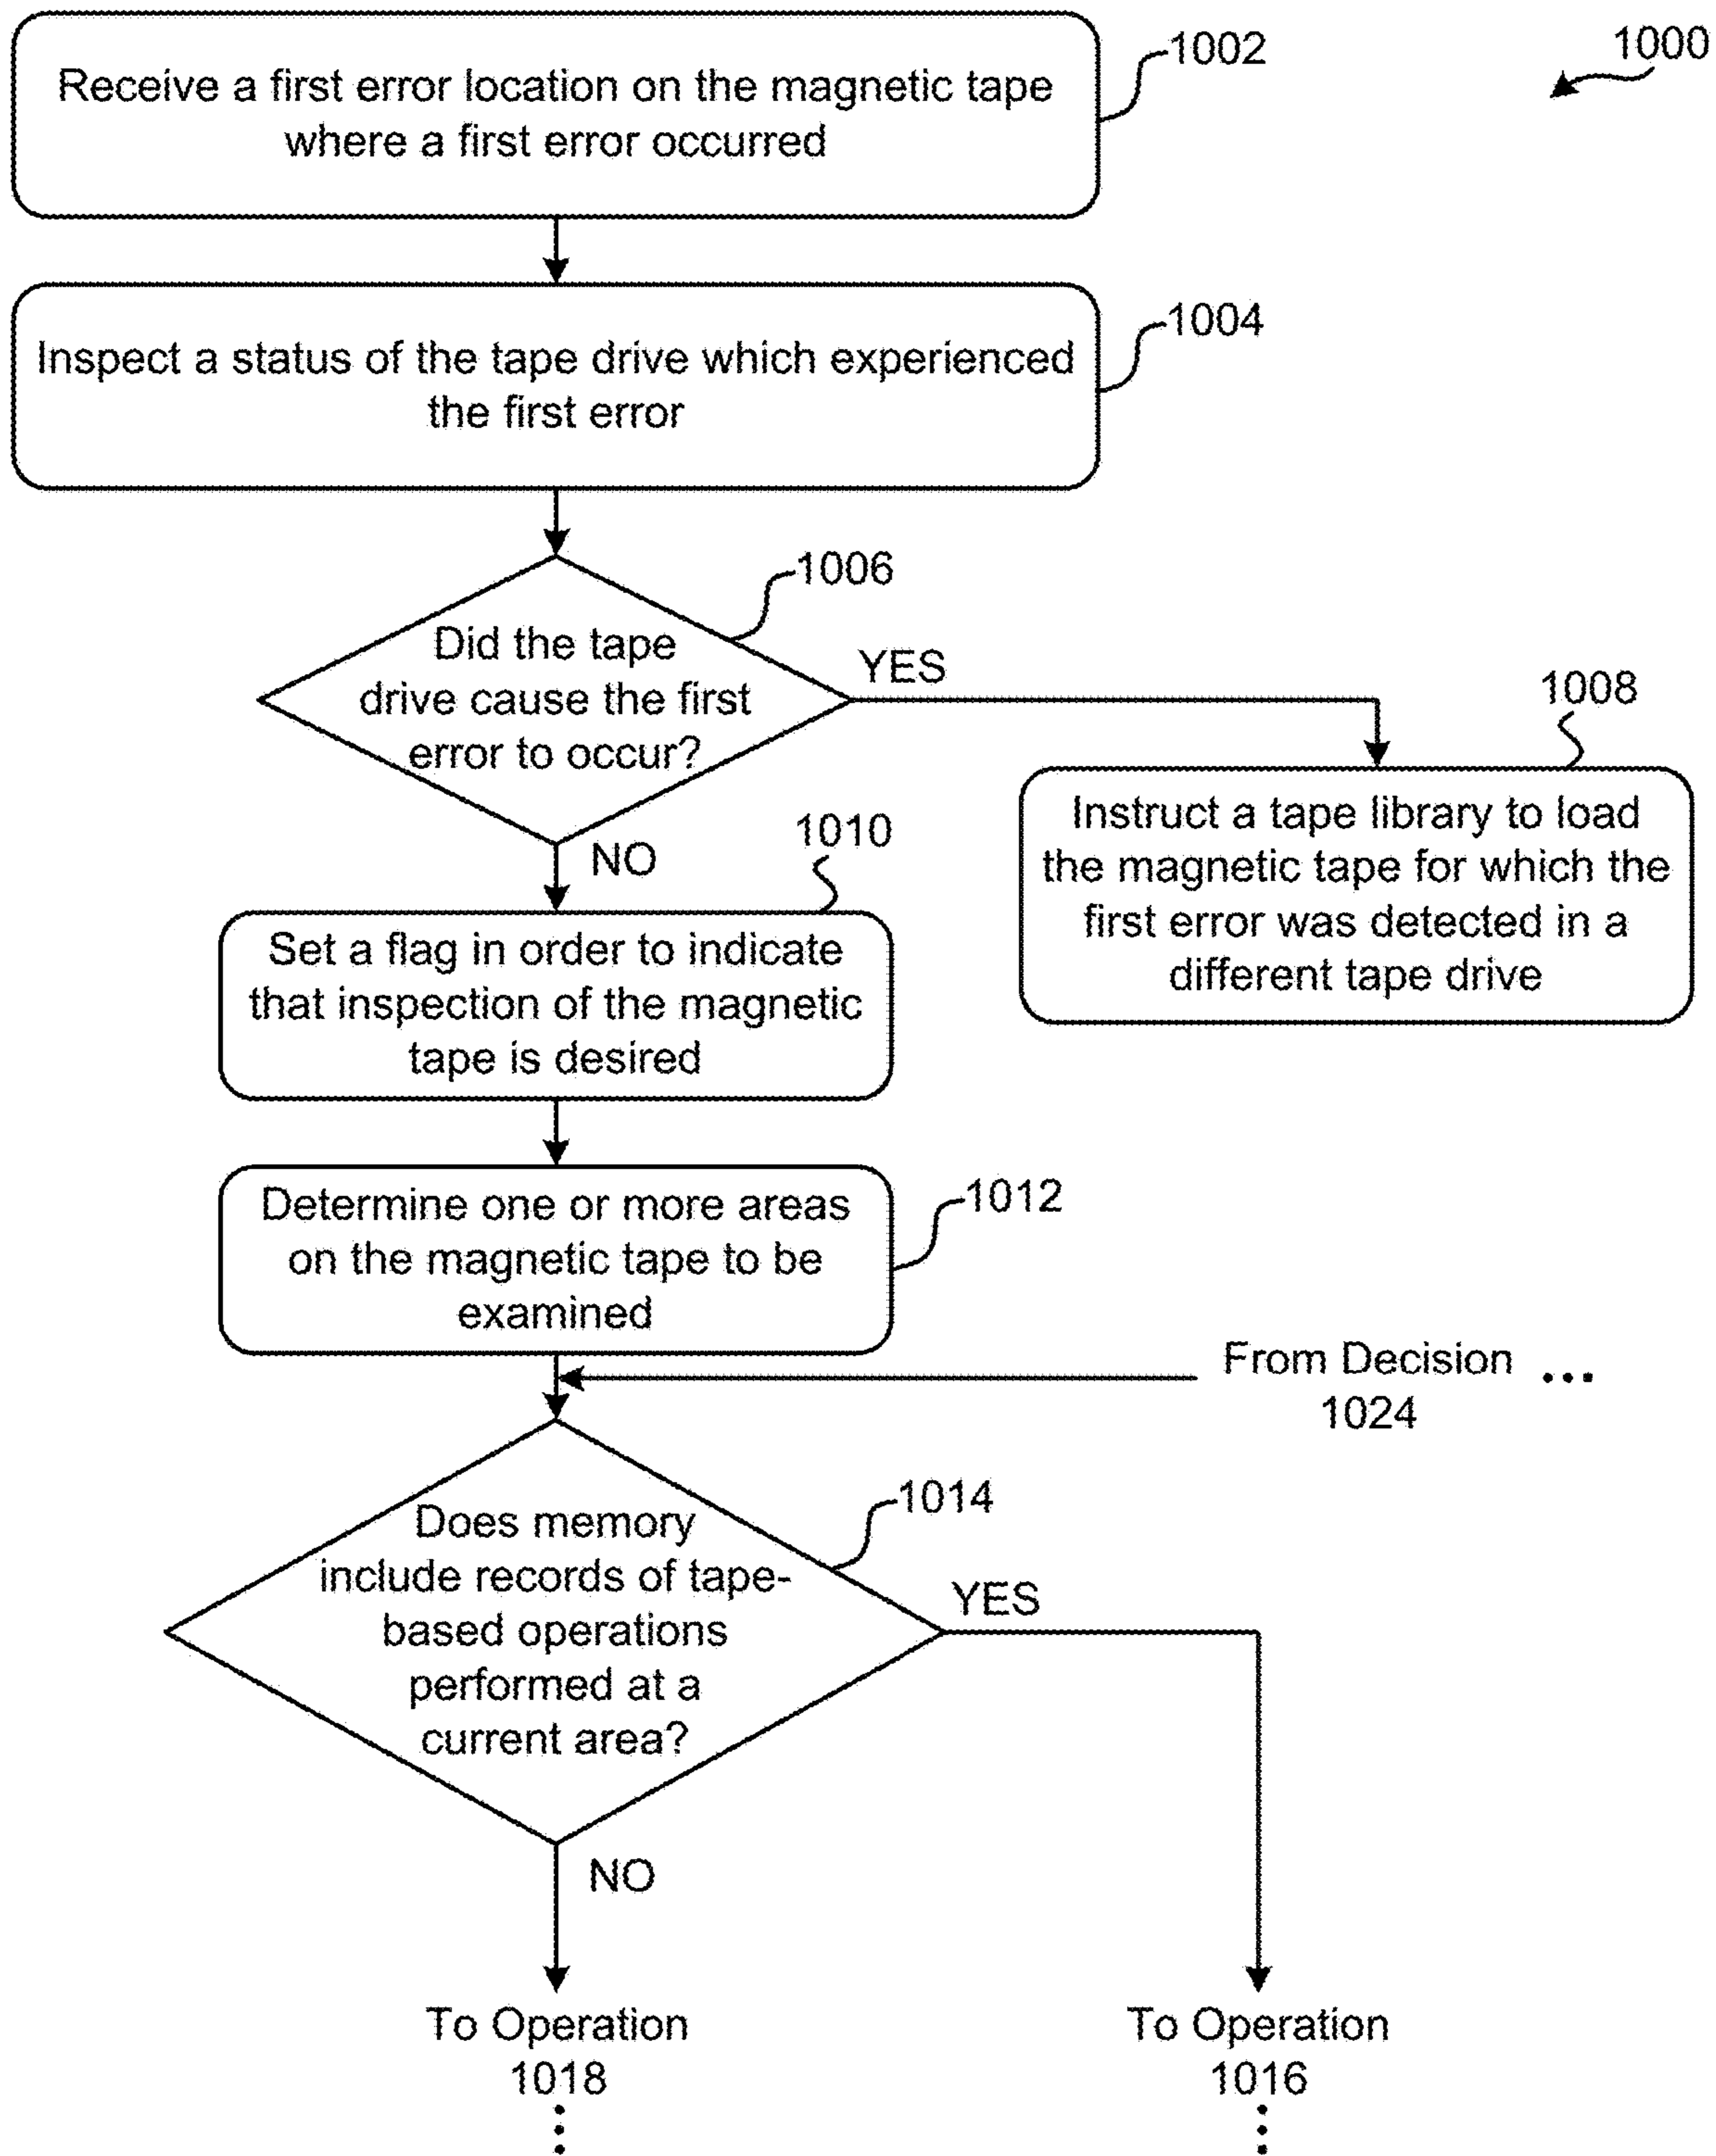 1002
1000
Receive a first error location on the magnetic tape
where a first error occurred
1004
Inspect a status of the tape drive which experienced
the first error
1006
Did the tape
drive cause the first
error to occur?
YES
NO
1008
Instruct a tape library to load
the magnetic tape for which the
first error was detected in a
different tape drive
1010
Set a flag in order to indicate
that inspection of the magnetic
tape is desired
1012
Determine one or more areas
on the magnetic tape to be
examined
From Decision ...
1024
1014
Does memory
include records of tape-
based operations
performed at a
current area?
YES
NO
To Operation
1018
To Operation
1016